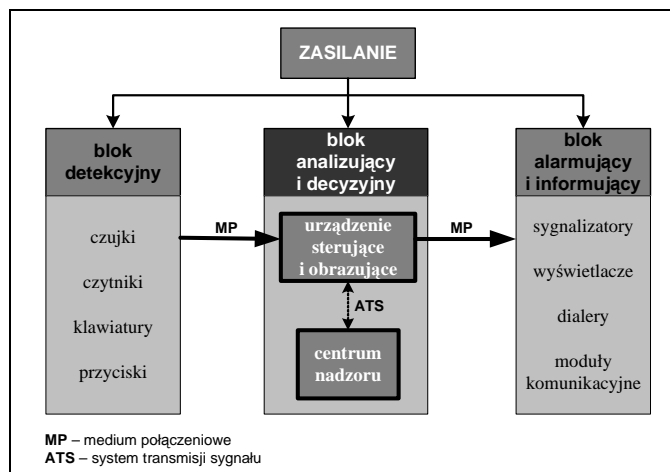 ZASILANIE
blok
detekcyjny
czujki
czytniki
klawiatury
przyciski
MP
blok
analizujący
i decyzyjny
urządzenie
sterujące
i obrazujące
ATS
centrum
nadzoru
MP
blok
alarmujący
i informujący
sygnalizatory
wyświetlacze
dialery
moduły
komunikacyjne
MP – medium połączeniowe
ATS – system transmisji sygnału